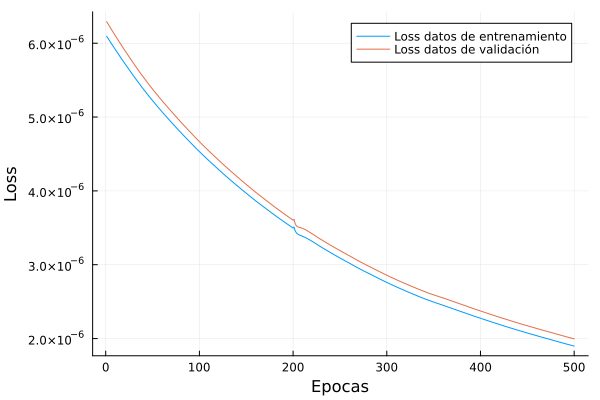 Loss datos de entrenamiento
Loss datos de validación
6.0×10⁻⁶
5.0×10⁻⁶
4.0×10⁻⁶
3.0×10⁻⁶
2.0×10⁻⁶
Loss
0 100 200 300 400 500
Epocas